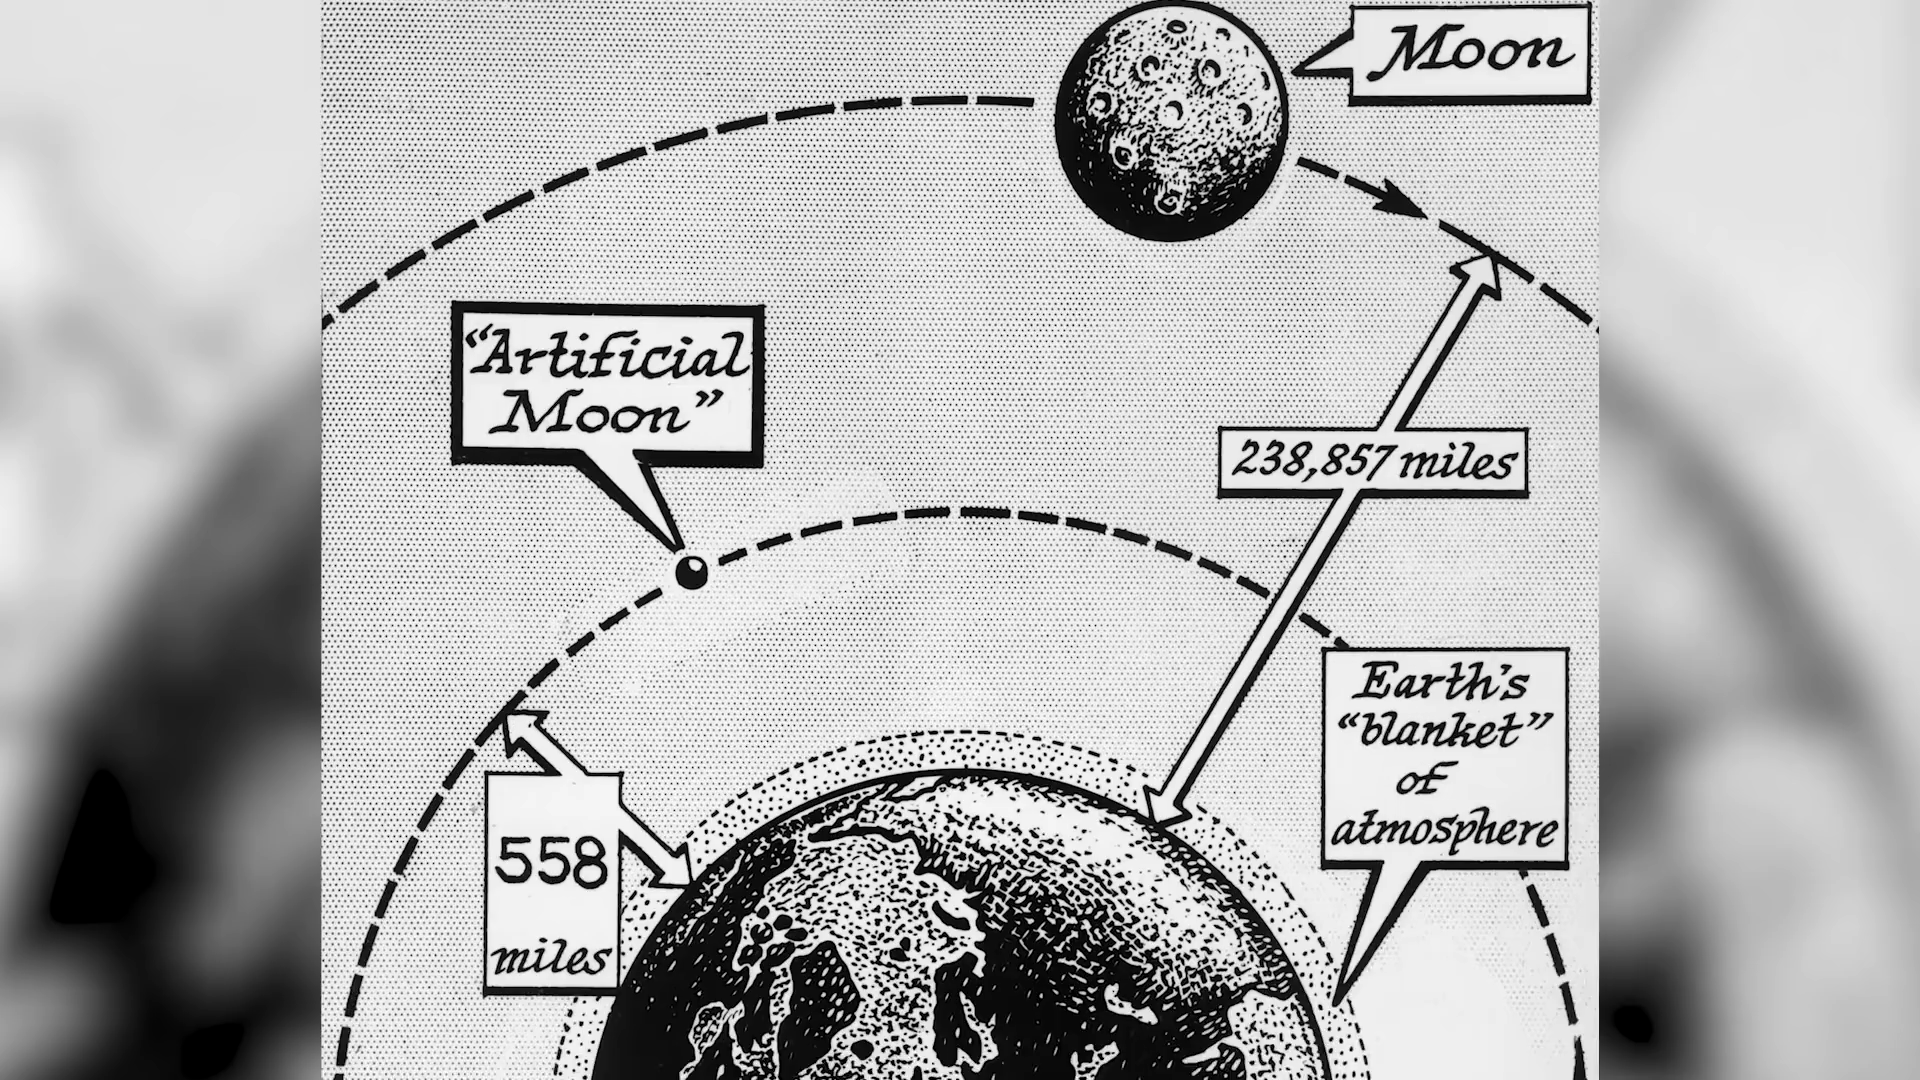 Moon
“Artificial
Moon”
238,857 miles
Earth’s
“blanket”
of
atmosphere
558
miles